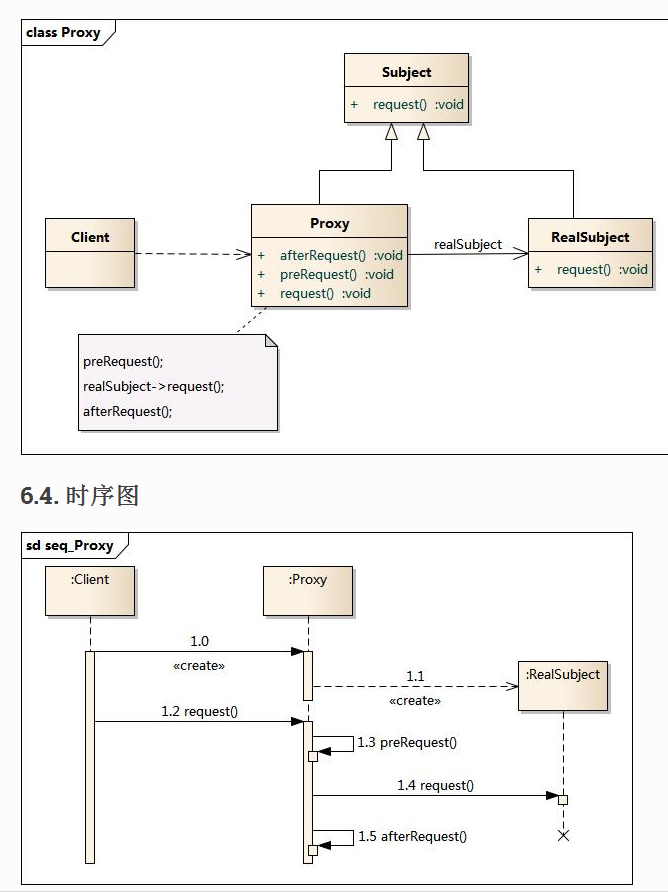 class Proxy
Subject
+ request() :void
Client
Proxy
+ afterRequest() :void
+ preRequest() :void
+ request() :void
realSubject
RealSubject
+ request() :void
preRequest();
realSubject->request();
afterRequest();
6.4. 时序图
sd seq_Proxy
:Client
:Proxy
1.0
«create»
:RealSubject
1.1
«create»
1.2 request()
1.3 preRequest()
1.4 request()
1.5 afterRequest()